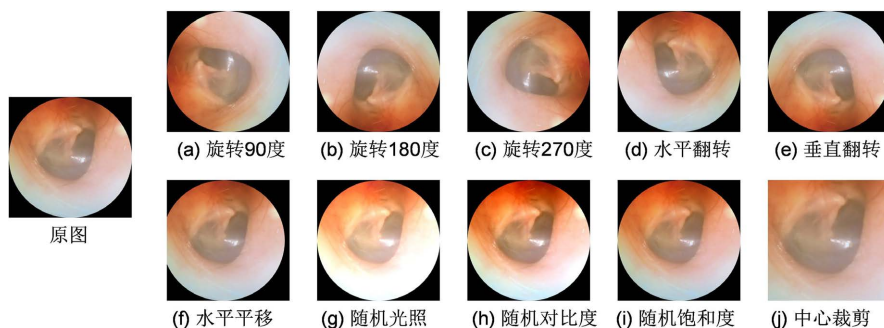 (a) 旋转90度
(b) 旋转180度
(c) 旋转270度
(d) 水平翻转
(e) 垂直翻转
原图
(f) 水平平移
(g) 随机光照
(h) 随机对比度
(i) 随机饱和度
(j) 中心裁剪